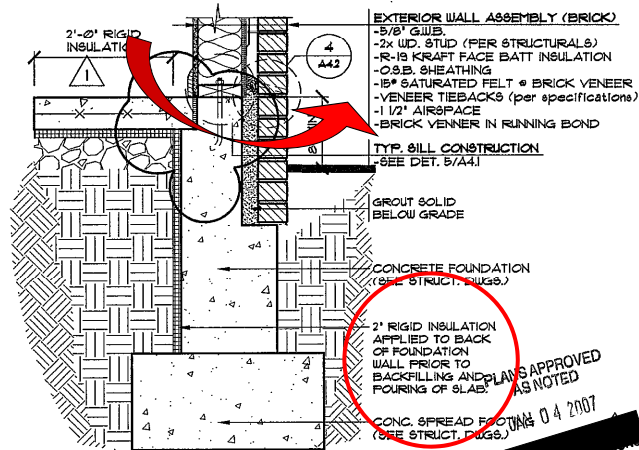 2'-0" RIGID
INSULATIO
1
4
A4.2
EXTERIOR WALL ASSEMBLY (BRICK)
-5/8" G.W.B.
-2x WD. STUD (PER STRUCTURALS)
-R-19 KRAFT FACE BATT INSULATION
-O.S.B. SHEATHING
-15# SATURATED FELT @ BRICK VENEER
-VENEER TIEBACKS (per specifications)
-1 1/2" AIRSPACE
-BRICK VENNER IN RUNNING BOND
TYP. SILL CONSTRUCTION
-SEE DET. 5/A4.1
GROUT SOLID
BELOW GRADE
CONCRETE FOUNDATION
(SEE STRUCT. DWGS.)
2" RIGID INSULATION
APPLIED TO BACK
OF FOUNDATION
WALL PRIOR TO
BACKFILLING AND
POURING OF SLAB.
PLANS APPROVED
AS NOTED
JAN 04 2007
CONC. SPREAD FOOTING
(SEE STRUCT. DWGS.)